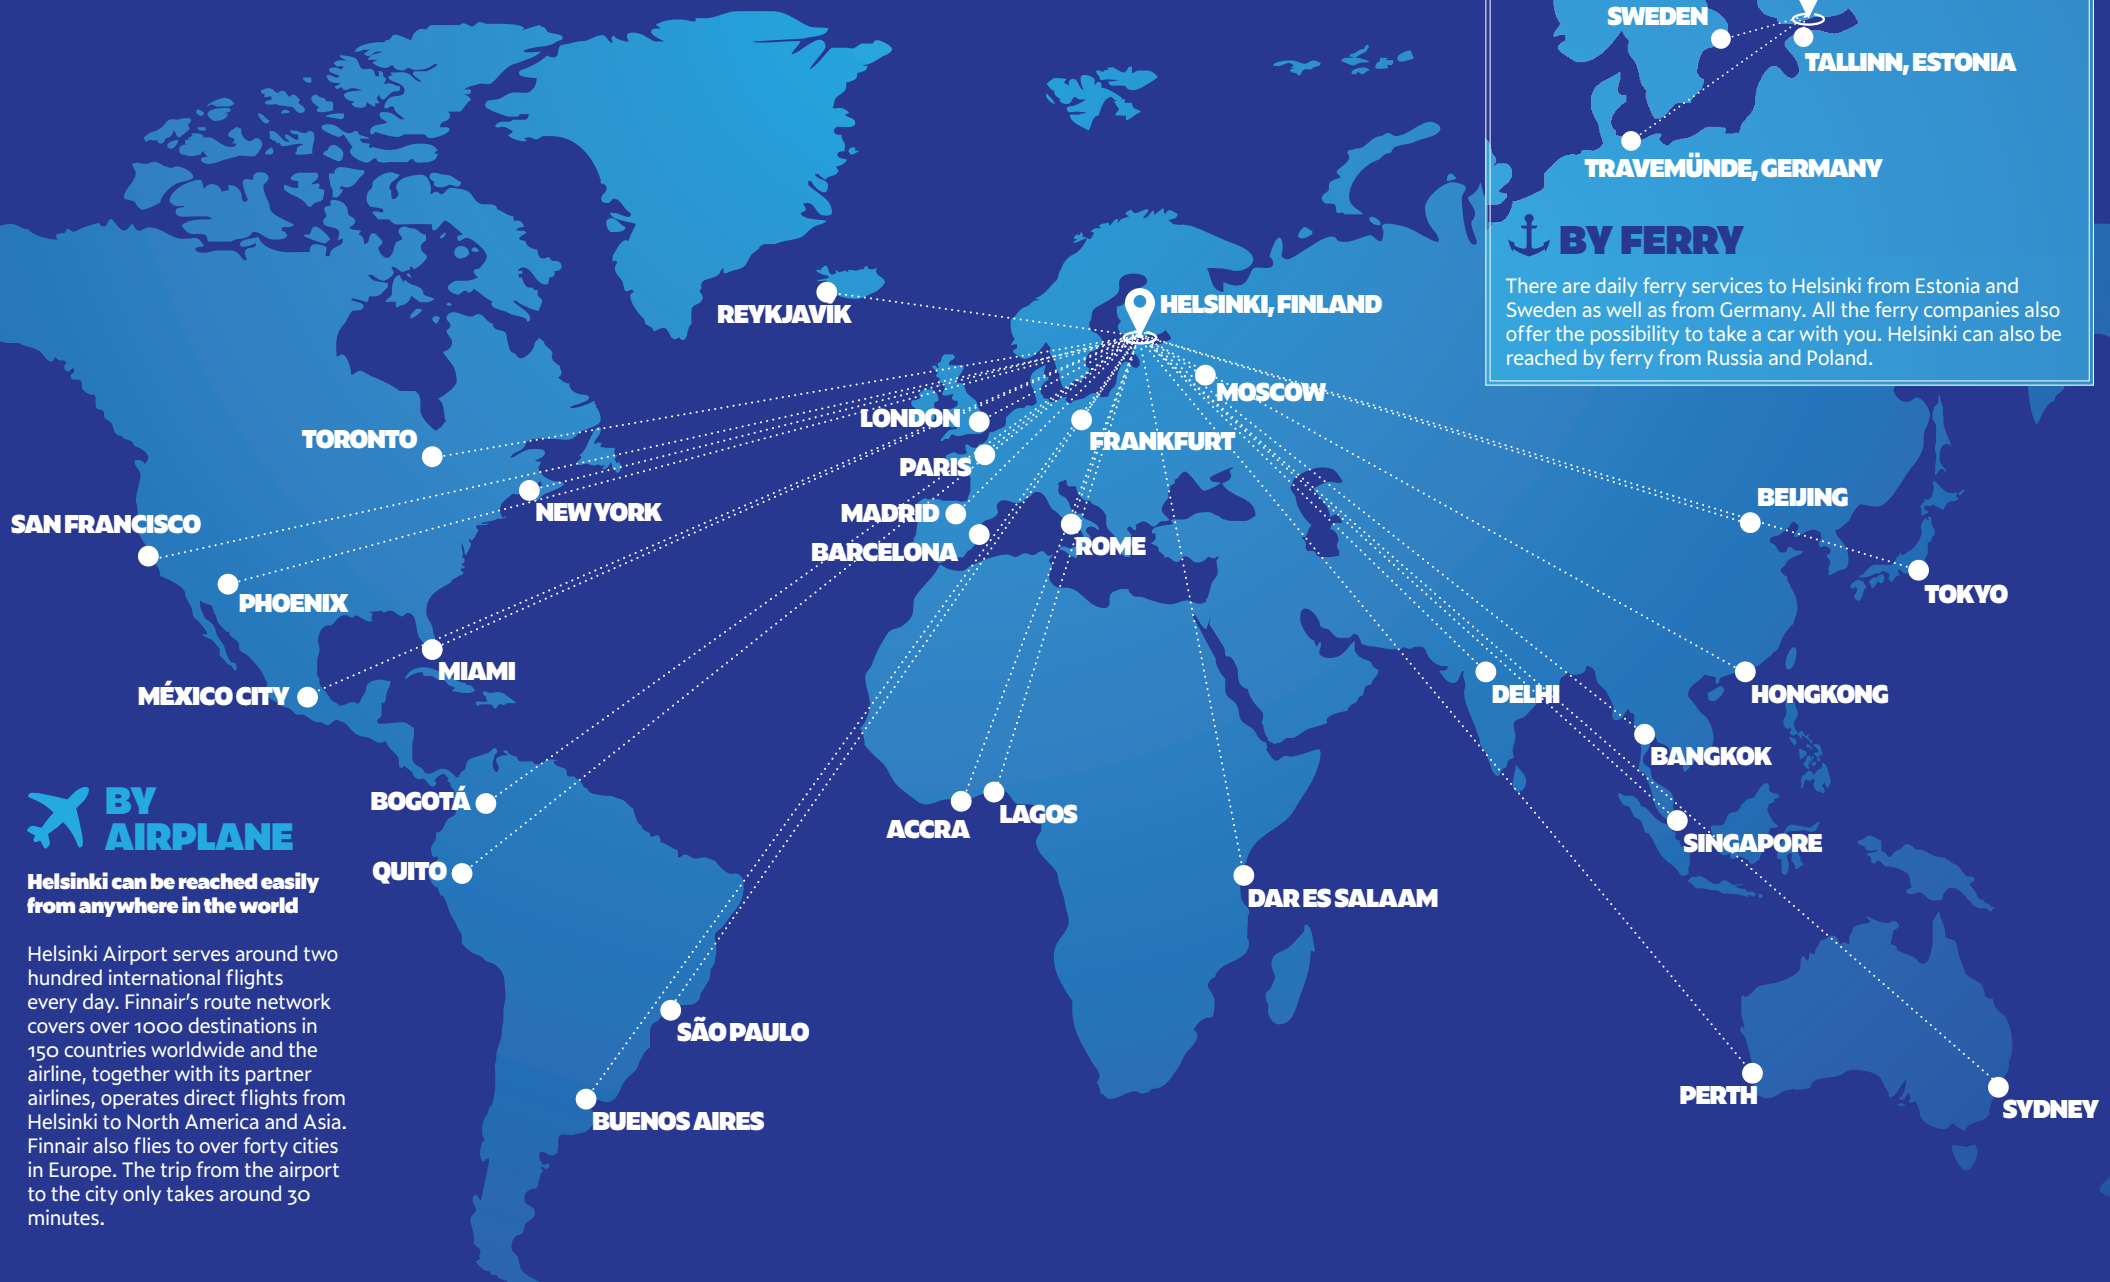 SWEDEN
TALLINN, ESTONIA
TRAVEMÜNDE, GERMANY
BY FERRY
There are daily ferry services to Helsinki from Estonia and
Sweden as well as from Germany. All the ferry companies also
offer the possibility to take a car with you. Helsinki can also be
reached by ferry from Russia and Poland.
REYKJAVÍK
HELSINKI, FINLAND
MOSCOW
LONDON
FRANKFURT
TORONTO
PARIS
BEIJING
NEW YORK
MADRID
SAN FRANCISCO
BARCELONA
ROME
TOKYO
PHOENIX
MIAMI
MÉXICO CITY
DELHI
HONGKONG
BANGKOK
BOGOTÁ
LAGOS
ACCRA
SINGAPORE
QUITO
DAR ES SALAAM
SÃO PAULO
PERTH
SYDNEY
BUENOS AIRES
BY
AIRPLANE
Helsinki can be reached easily
from anywhere in the world
Helsinki Airport serves around two
hundred international flights
every day. Finnair's route network
covers over 1000 destinations in
150 countries worldwide and the
airline, together with its partner
airlines, operates direct flights from
Helsinki to North America and Asia.
Finnair also flies to over forty cities
in Europe. The trip from the airport
to the city only takes around 30
minutes.